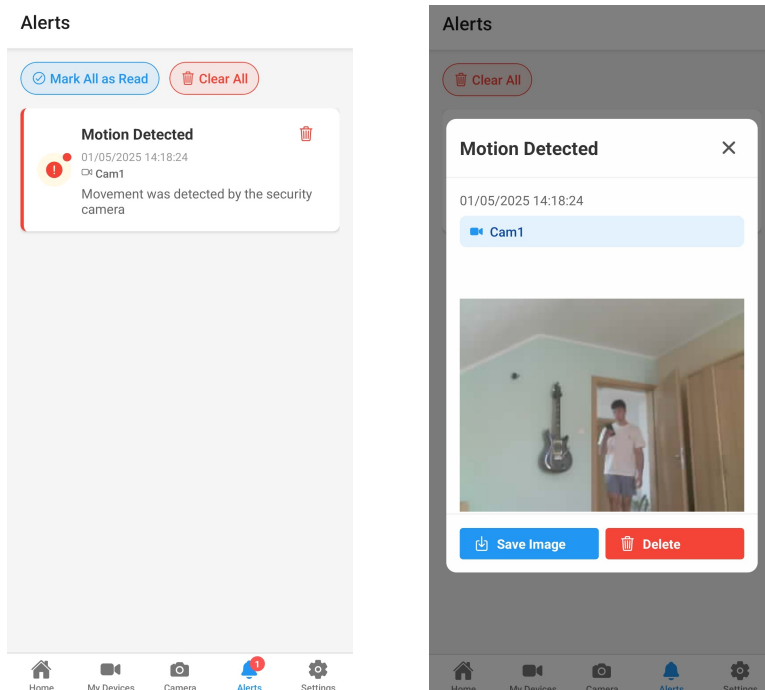 Alerts
Mark All as Read
Clear All
Motion Detected
01/05/2025 14:18:24
Cam1
Movement was detected by the security
camera
1
Home
My Devices
Camera
Alerts
Settings
Alerts
Clear All
Motion Detected
01/05/2025 14:18:24
Cam1
Save Image
Delete
Home
My Devices
Camera
Alerts
Settings